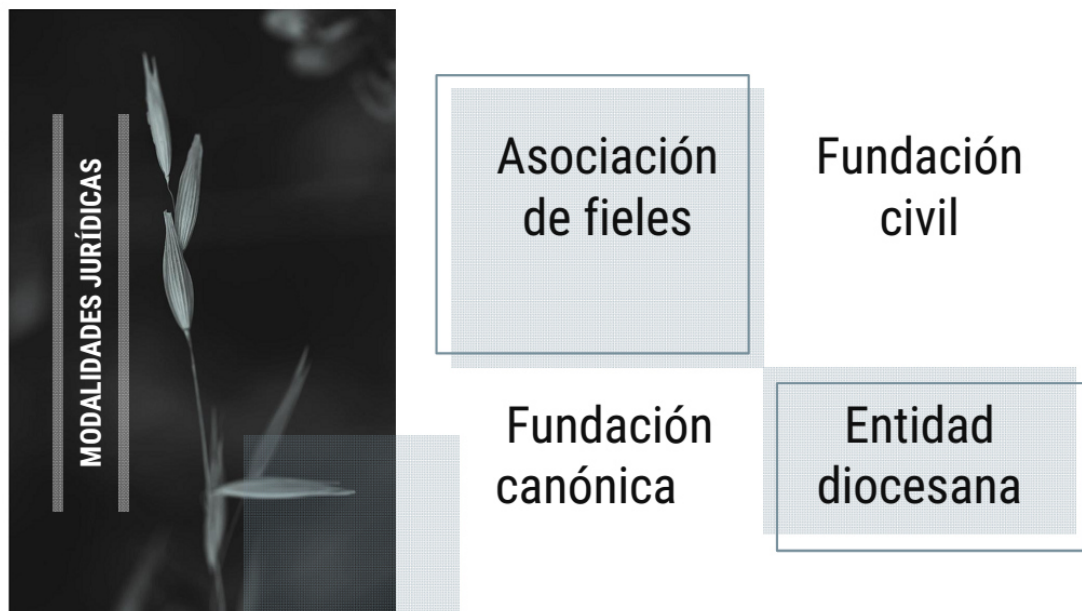 MODALIDADES JURÍDICAS
Asociación
de fieles
Fundación
civil
Fundación
canónica
Entidad
diocesana